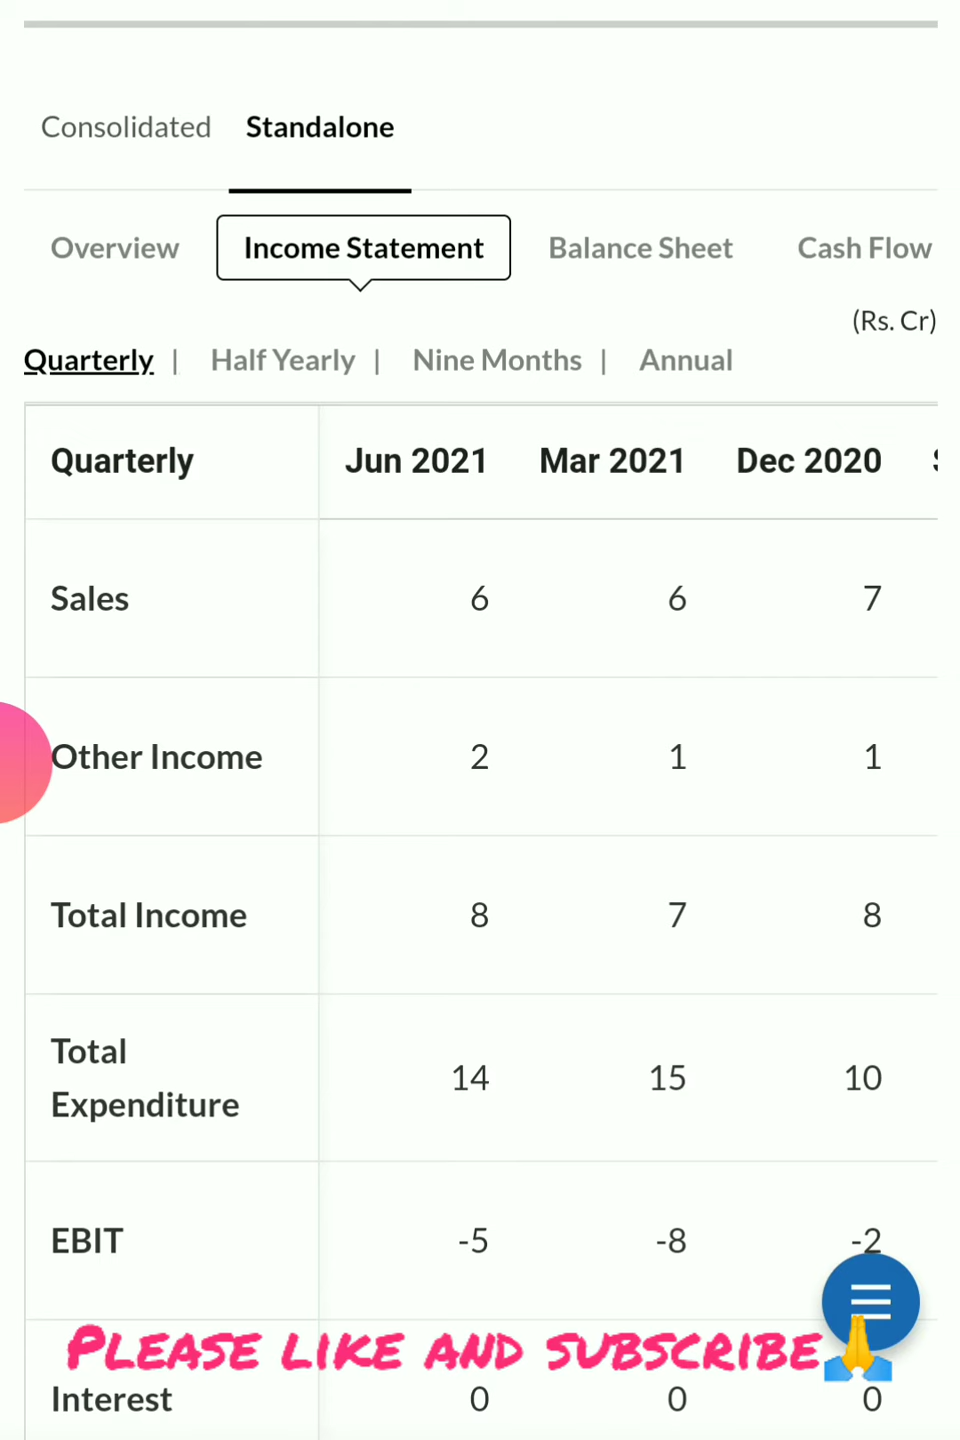 Consolidated Standalone
Overview Income Statement Balance Sheet Cash Flow
(Rs. Cr)
Quarterly | Half Yearly | Nine Months | Annual
Quarterly Jun 2021 Mar 2021 Dec 2020
Sales 6 6 7
Other Income 2 1 1
Total Income 8 7 8
Total
Expenditure 14 15 10
EBIT -5 -8 -2
PLEASE LIKE AND SUBSCRIBE🙏
Interest 0 0 0